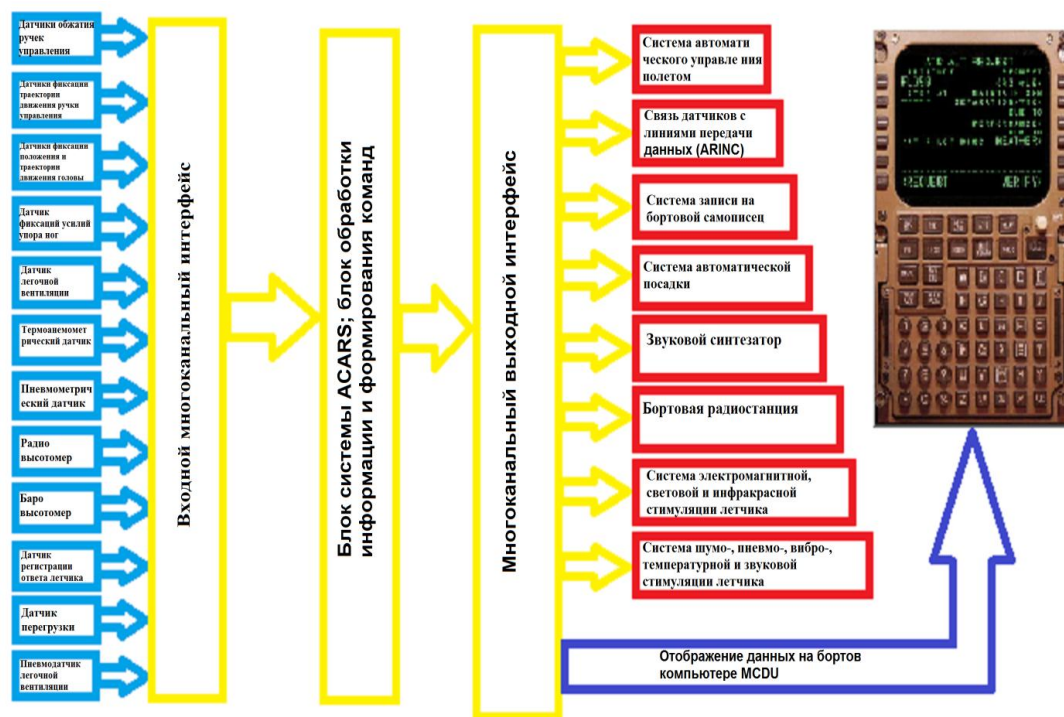 Датчики обжатия
ручек
управления
Датчики фиксации
траектории
движения ручки
управления
Датчики фиксации
положения и
траектории
движения головы
Датчик
фиксаций усилий
упора ног
Датчик
легочной
вентиляции
Термоанемомет
рический датчик
Пневмометрич
еский датчик
Радио
высотомер
Баро
высотомер
Датчик
регистрации
ответа летчика
Датчик
перегрузки
Пневмодатчик
легочной
вентиляции
Входной многоканальный интерфейс
Блок системы ACARS; блок обработки
информации и формирования команд
Многоканальный выходной интерфейс
Система автомати
ческого управле ния
полетом
Связь датчиков с
линиями передачи
данных (ARINC)
Система записи на
бортовой самописец
Система автоматической
посадки
Звуковой синтезатор
Бортовая радиостанция
Система электромагнитной,
световой и инфракрасной
стимуляции летчика
Система шумо-, пневмо-, вибро-,
температурной и звуковой
стимуляции летчика
Отображение данных на бортов
компьютере MCDU